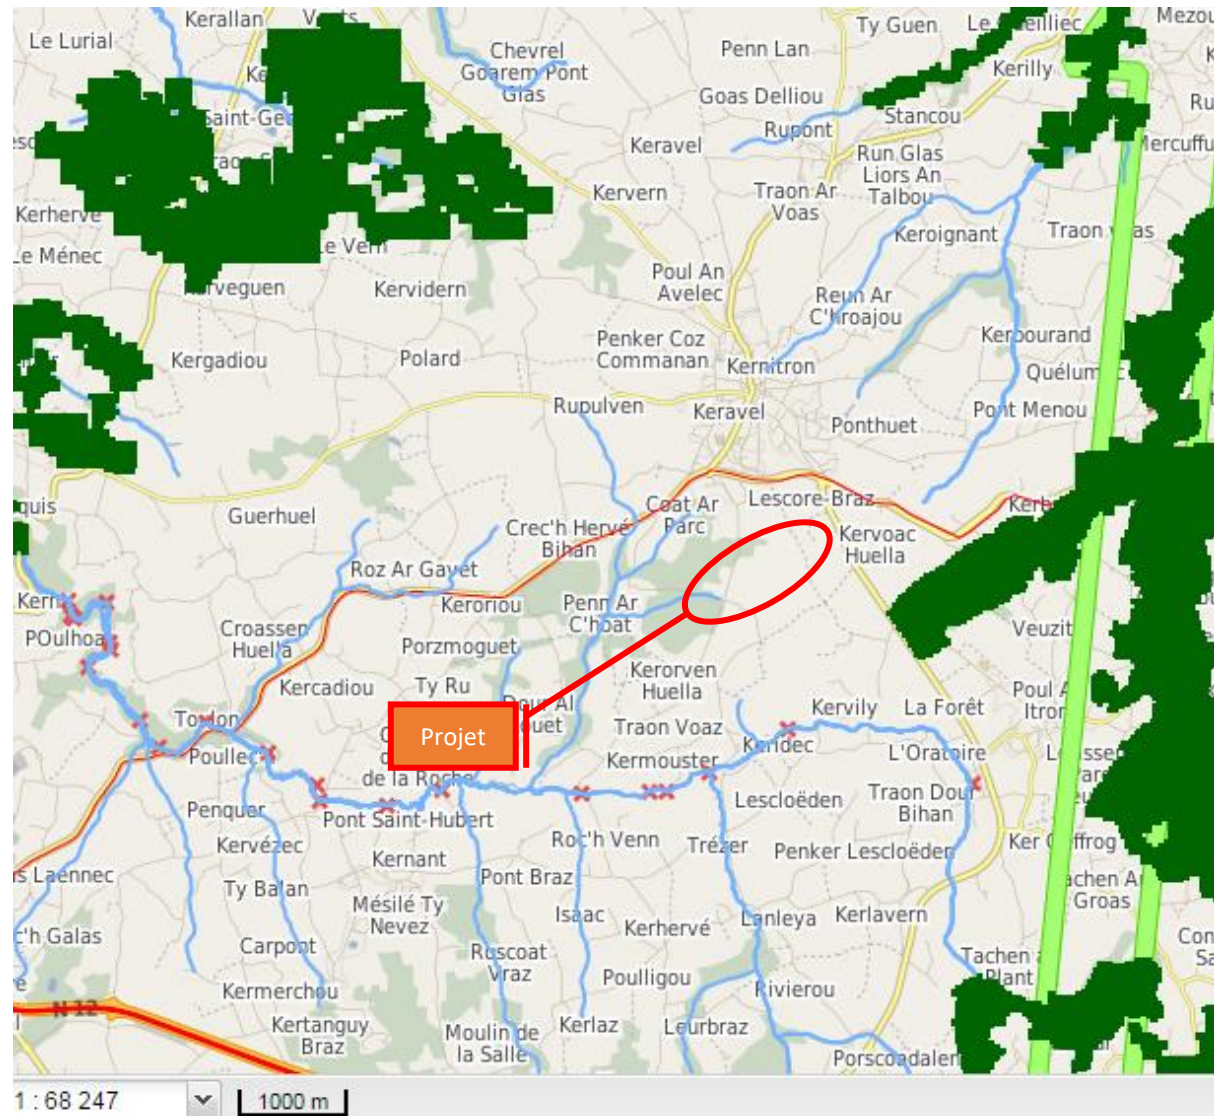 Kerallan
Le Lurial
Chevrel
Goarem Pont
Glas
Penn Lan
Ty Guen
Kerilly
Goas Delliou
Stancou
Rupont
Keravel
Run Glas
Liors An
Talbou
Kervern
Traon Ar
Voas
Kerherve
Keroignant
Le Ménec
Kervidern
Poul An
Avelec
Reun Ar
C'hroajou
Penker Coz
Commanan
Kernitron
Kerbourand
Kergadiou
Polard
Rupulven
Keravel
Ponthuet
Pont Menou
Guerhuel
Coat Ar
Parc
Lescore-Braz
Crec'h Hervé
Bihan
Kervoac
Huella
Roz Ar Gavet
Keroriou
Penn Ar
C'hoat
Croassen
Huella
Porzmoguet
Veuzit
Kercadiou
Ty Ru
Kerorven
Huella
Kervily
La Forêt
Traon Voaz
Projet
Keridec
L'Oratoire
Kermouster
de la Roche
Penquer
Pont Saint-Hubert
Lescloëden
Traon Dour
Bihan
Kervézec
Kernant
Roc'h Venn
Trézer
Penker Lescloëden
Ty Balan
Pont Braz
Mésilé Ty
Nevez
Isaac
Kerhervé
Lanleya
Kerlavern
Carpont
Ruscoat
Vraz
Poulligou
Rivierou
Kermerchou
N 12
Kertanguy
Braz
Moulin de
la Salle
Kerlaz
Leurbraz
1 : 68 247
1000 m